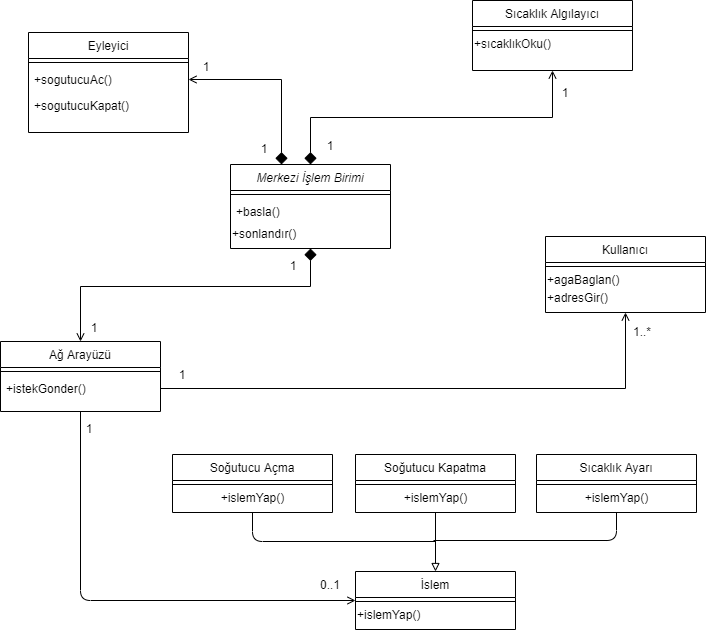 Sıcaklık Algılayıcı
+sıcaklıkOku()
Eyleyici
+sogutucuAc()
+sogutucuKapat()
1
1
1
1
Merkezi İşlem Birimi
+basla()
+sonlandır()
1
Kullanıcı
+agaBaglan()
+adresGir()
1
1..*
Ağ Arayüzü
+istekGonder()
1
1
Soğutucu Açma
+islemYap()
Soğutucu Kapatma
+islemYap()
Sıcaklık Ayarı
+islemYap()
0..1
İslem
+islemYap()